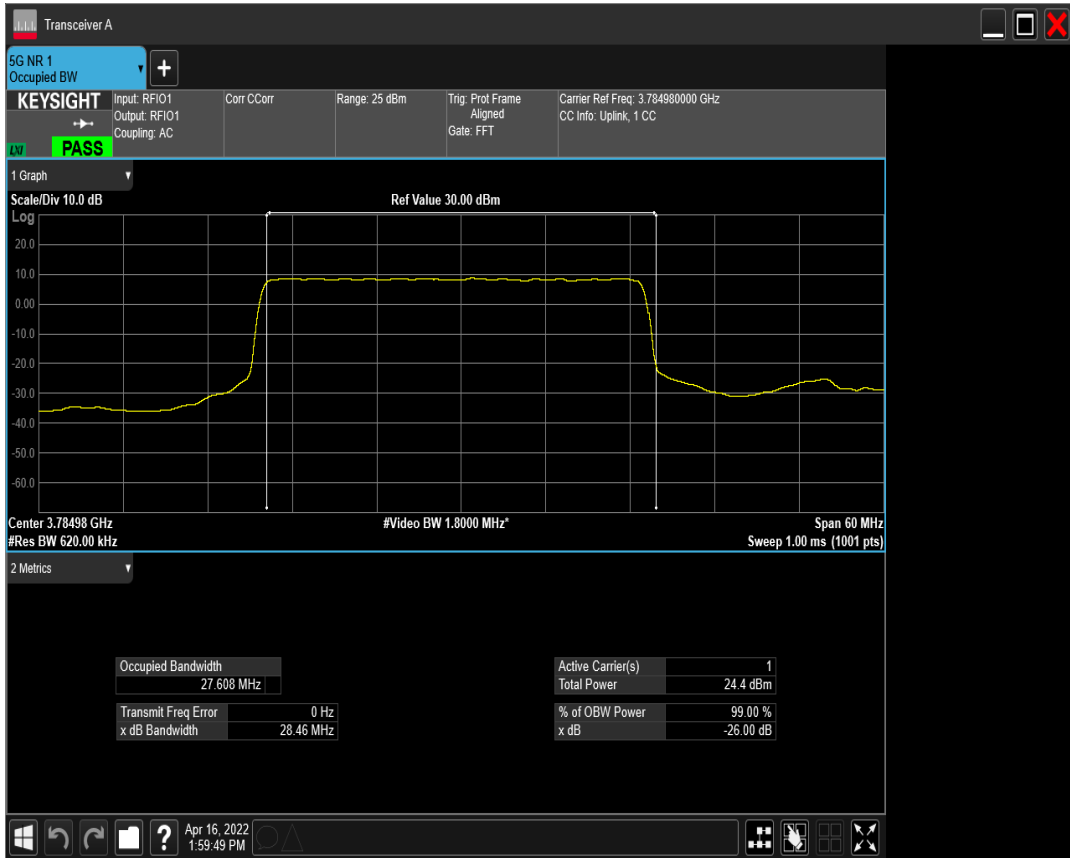 Transceiver A
5G NR 1
Occupied BW
+
KEYSIGHT
LXI
PASS
Input: RFIO1
Output: RFIO1
Coupling: AC
Corr CCorr
Range: 25 dBm
Trig: Prot Frame
Aligned
Gate: FFT
Carrier Ref Freq: 3.784980000 GHz
CC Info: Uplink, 1 CC
1 Graph
Scale/Div 10.0 dB
Ref Value 30.00 dBm
Log
20.0
10.0
0.00
-10.0
-20.0
-30.0
-40.0
-50.0
-60.0
Center 3.78498 GHz
#Video BW 1.8000 MHz*
Span 60 MHz
#Res BW 620.00 kHz
Sweep 1.00 ms (1001 pts)
2 Metrics
Occupied Bandwidth
27.608 MHz
Transmit Freq Error 0 Hz
x dB Bandwidth 28.46 MHz
Active Carrier(s) 1
Total Power 24.4 dBm
% of OBW Power 99.00 %
x dB -26.00 dB
?
Apr 16, 2022
1:59:49 PM